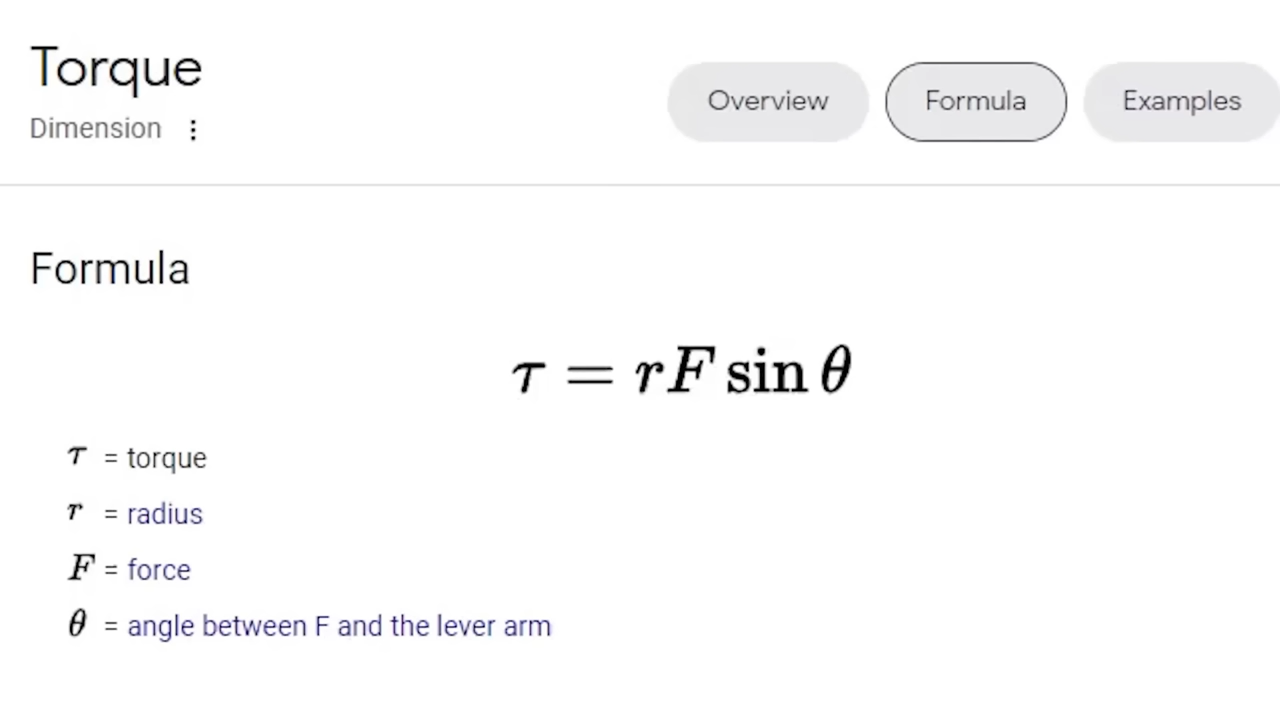 Torque
Dimension
Overview
Formula
Examples
Formula
τ = rF sin θ
τ = torque
r = radius
F = force
θ = angle between F and the lever arm